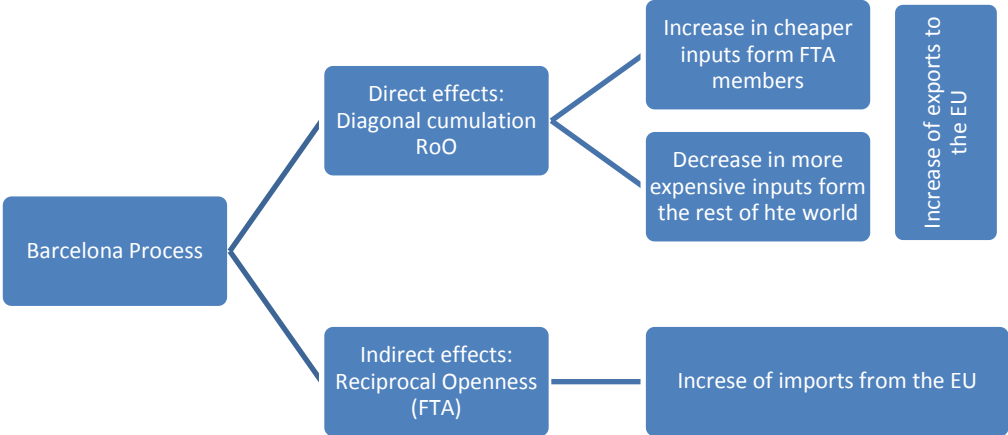 Barcelona Process
Direct effects:
Diagonal cumulation
RoO
Increase in cheaper
inputs form FTA
members
Decrease in more
expensive inputs form
the rest of hte world
Increase of exports to
the EU
Indirect effects:
Reciprocal Openness
(FTA)
Increse of imports from the EU